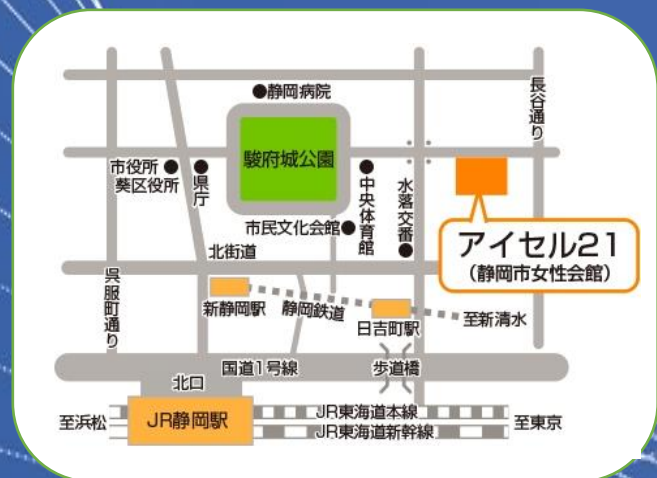 静岡病院
長谷通り
駿府城公園
市役所
葵区役所
県庁
中央体育館
水落交番
市民文化会館
アイセル21
（静岡市女性会館）
北街道
呉服町通り
新静岡駅
静岡鉄道
日吉町駅
至新清水
国道1号線
歩道橋
北口
至浜松
JR静岡駅
JR東海道本線
JR東海道新幹線
至東京